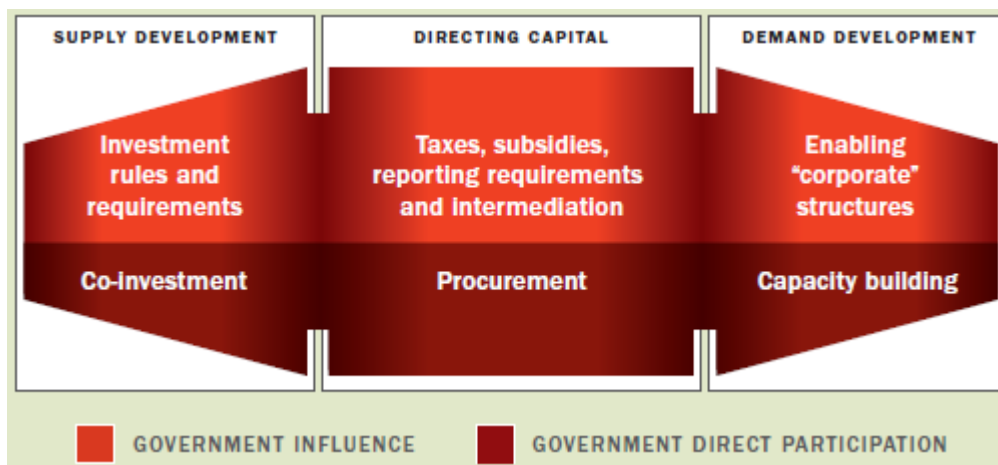 SUPPLY DEVELOPMENT
DIRECTING CAPITAL
DEMAND DEVELOPMENT
Investment
rules and
requirements
Taxes, subsidies,
reporting requirements
and intermediation
Enabling
“corporate”
structures
Co-investment
Procurement
Capacity building
GOVERNMENT INFLUENCE
GOVERNMENT DIRECT PARTICIPATION